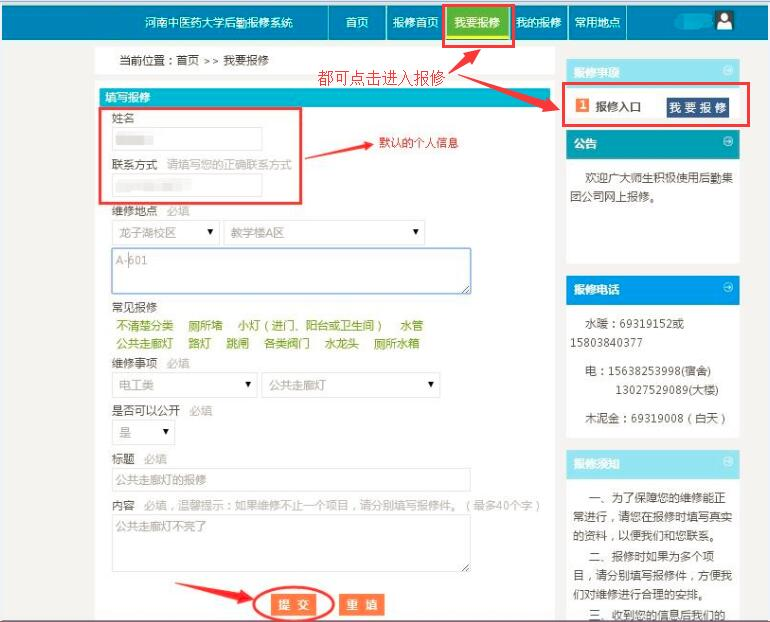 河南中医药大学后勤报修系统 首页 报修首页 我要报修 我的报修 常用地点
当前位置：首页 >> 我要报修
都可点击进入报修
填写报修
姓名
联系方式 请填写您的正确联系方式
默认的个人信息
维修地点 必填
龙子湖校区 教学楼A区
A-601
常见报修
不清楚分类 厕所堵 小灯（进门、阳台或卫生间） 水管
公共走廊灯 路灯 跳闸 各类阀门 水龙头 厕所水箱
维修事项 必填
电工类 公共走廊灯
是否可以公开 必填
是
标题 必填
公共走廊灯的报修
内容 必填，温馨提示：如果维修不止一个项目，请分别填写报修件。（最多40个字）
公共走廊灯不亮了
提 交 重 填
报修事项
1 报修入口 我 要 报 修
公告
欢迎广大师生积极使用后勤集
团公司网上报修。
报修电话
水暖：69319152或
15803840377
电：15638253998(宿舍)
13027529089(大楼)
木泥金：69319008（白天）
报修须知
一、为了保障您的维修能正
常进行，请您在报修时填写真实
的资料，以便我们和您联系。
二、报修时如果为多个项
目，请分别填写报修件，方便我
们对维修进行合理的安排。
三、收到您的信息后我们的